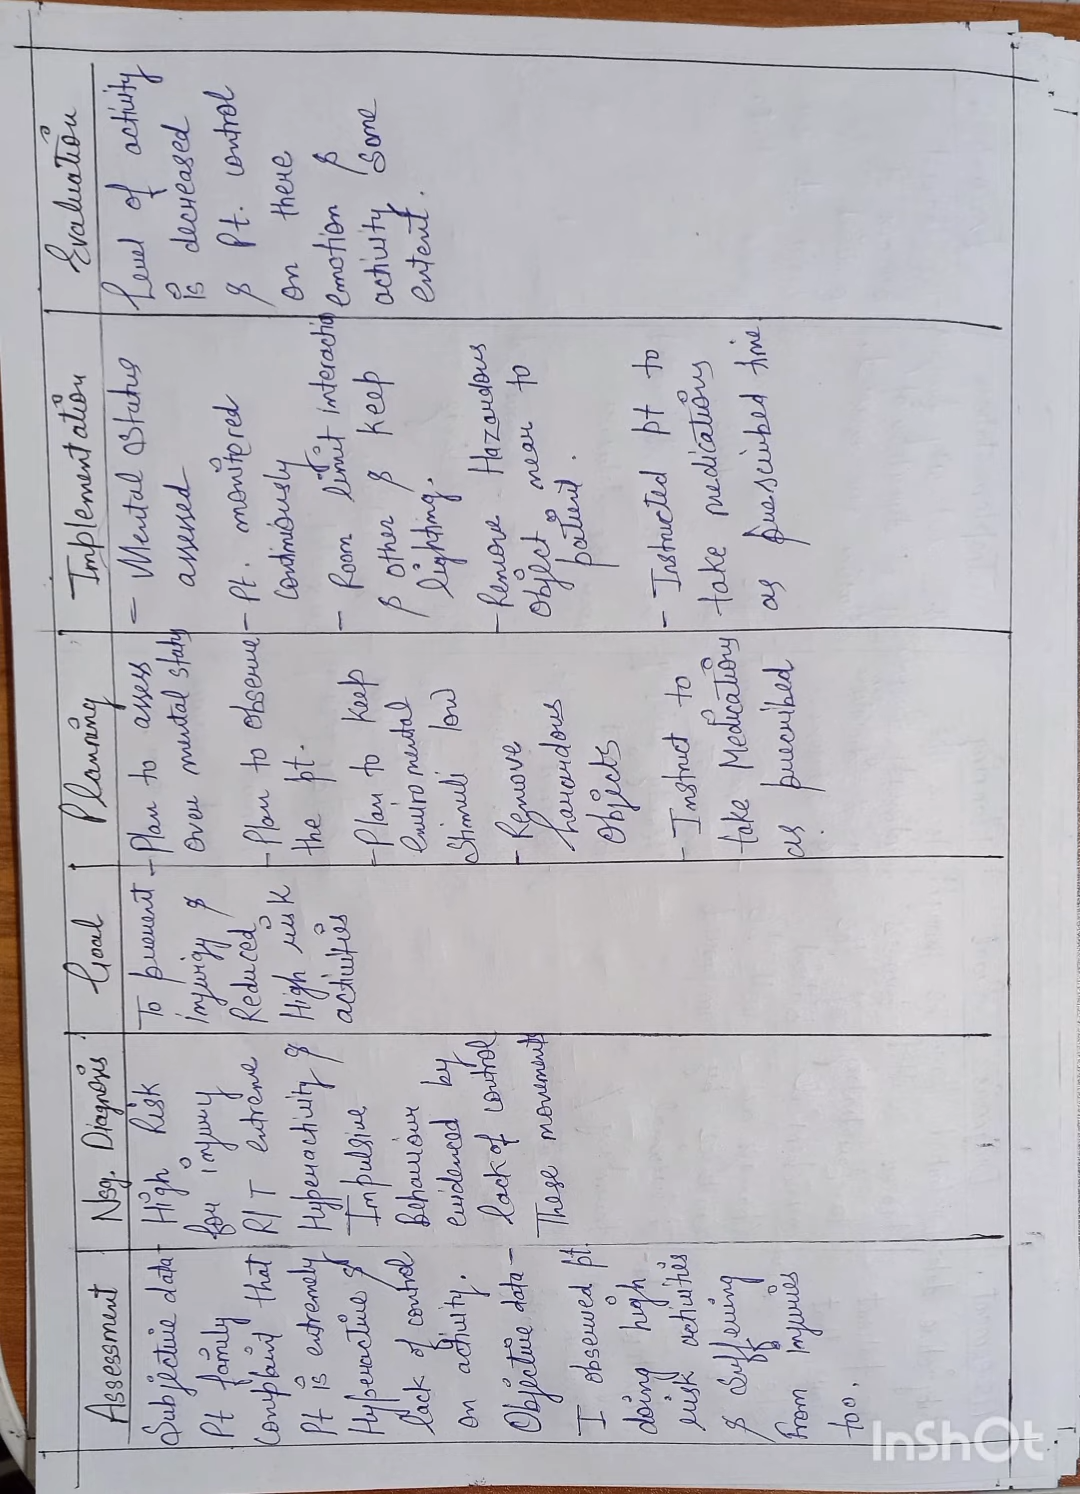 Assessment
Subjective data
Pt family
complaint that
Pt is extremely
Hyperactive &
lack of control
on activity.
Objective data -
I observed pt.
doing high
risk activities
& suffering
from injuries
too.
Nsg. Diagnosis
High Risk
for injury
R/T extreme
Hyperactivity &
Impulsive
Behaviour
evidenced by
lack of control
These movements
Goal
To prevent
injury &
Reduced
High risk
activities
Planning
- Plan to assess
over mental status
- Plan to observe
the pt.
- Plan to keep
enviromental
stimuli low
- Remove
hazardous
objects
- Instruct to
take Medications
as prescribed
- Implementation
- Mental Status
assessed
- Pt. monitered
continiously
- Room limit interaction
& other & keep
lighting.
- Remove Hazardous
object near to
patient.
- Instructed pt to
take medications
as prescribed time.
Evaluation
Level of activity
is decreased
& Pt. control
on there
emotion &
activity some
extent.
InShOt